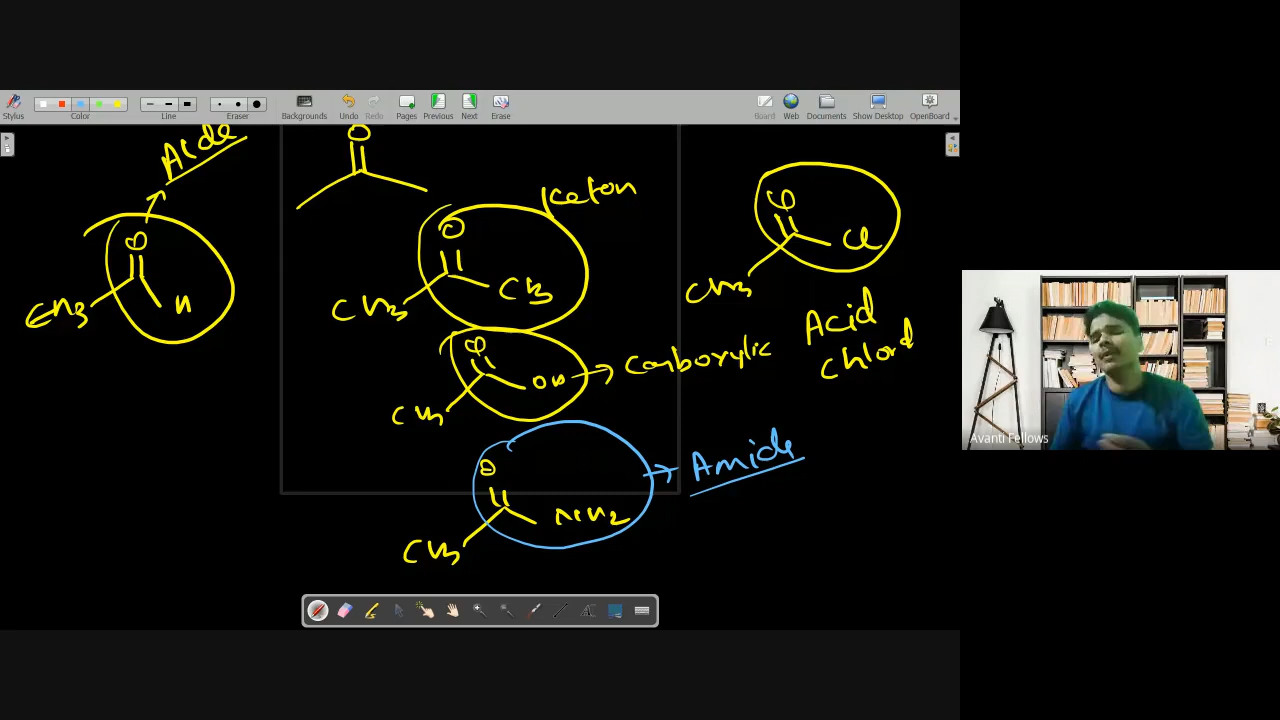 Stylus
Color
Line
Eraser
Backgrounds
Undo
Redo
Pages
Previous
Next
Erase
Board
Web
Documents
Show Desktop
OpenBoard
Alde
O
CH3
H
O
Keton
CH3
CH3
O
Cl
CH3
Acid
Chlord
O
OH
Carboxylic
CH3
O
NH2
Amide
CH3
Avanti Fellows